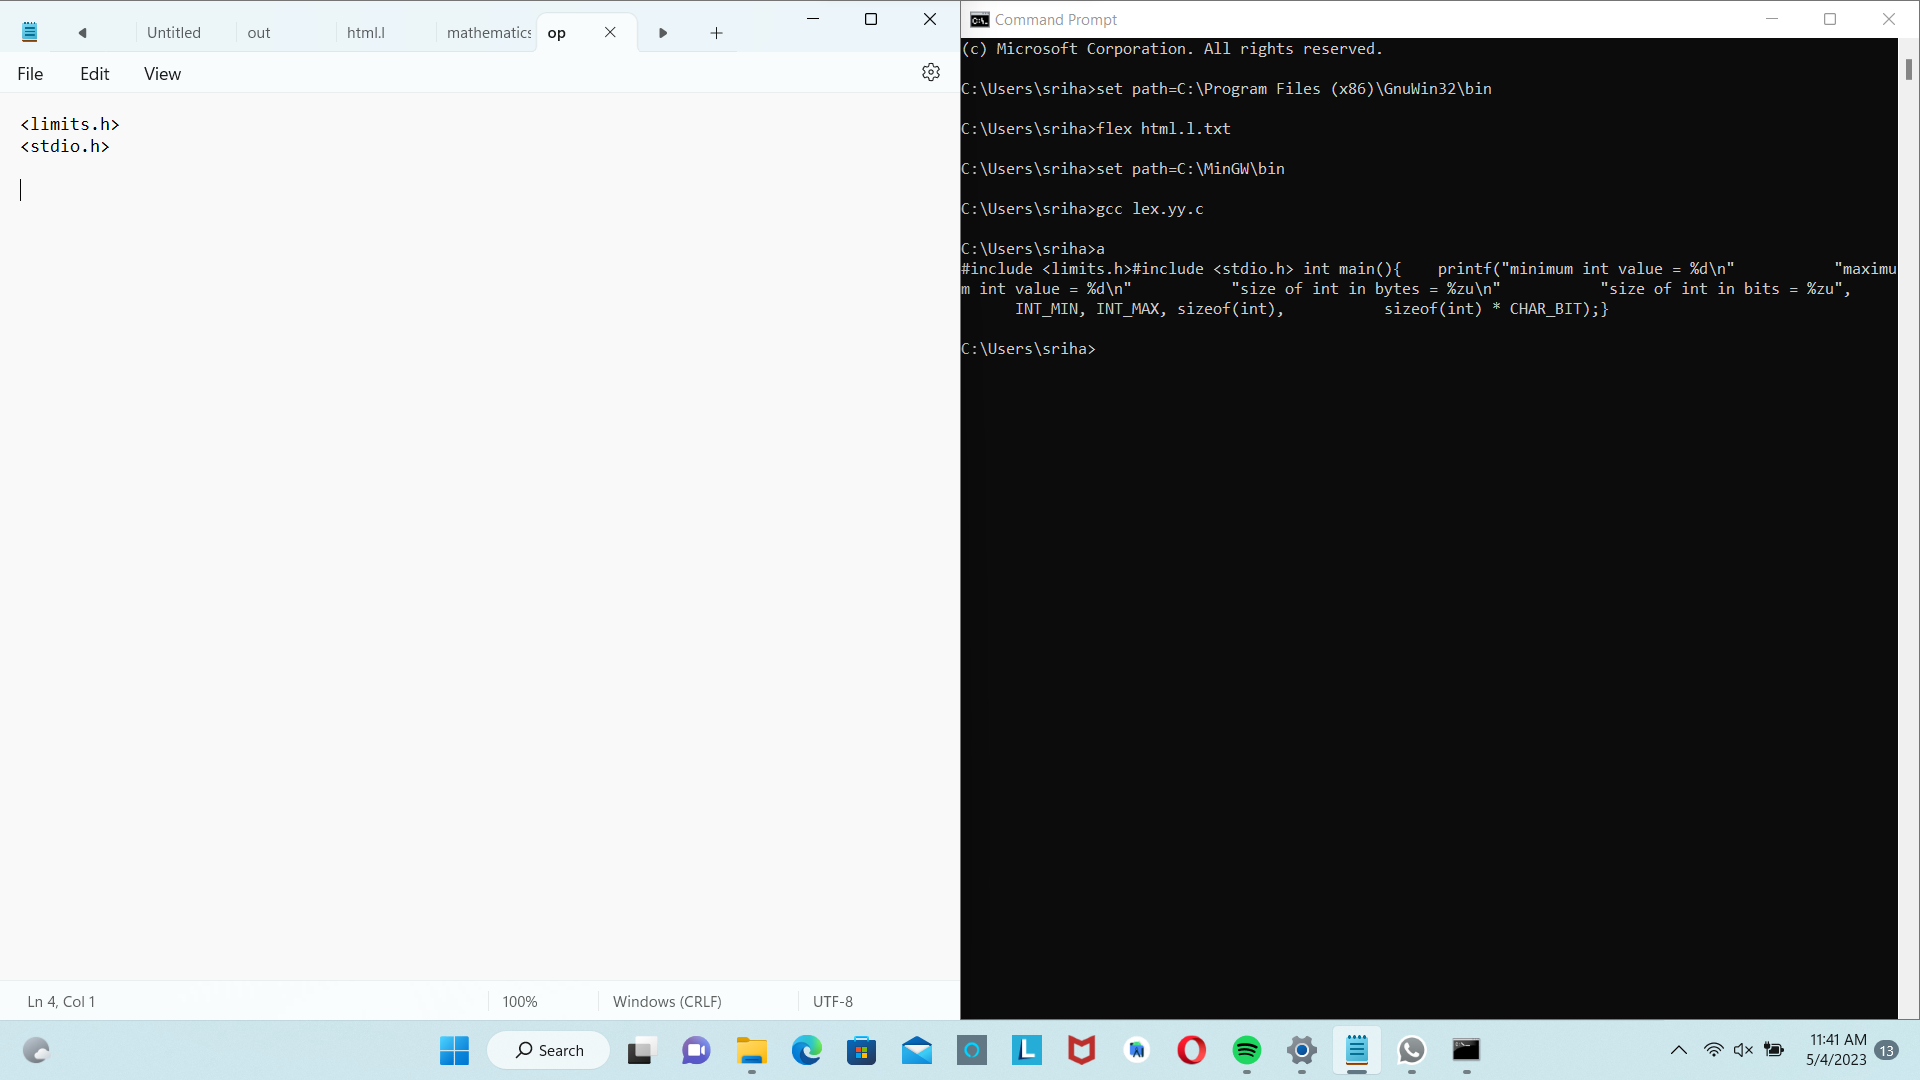 Untitled
out
html.l
mathematics
op
File Edit View
<limits.h>
<stdio.h>
Ln 4, Col 1
100%
Windows (CRLF)
UTF-8
Command Prompt
(c) Microsoft Corporation. All rights reserved.
C:\Users\sriha>set path=C:\Program Files (x86)\GnuWin32\bin
C:\Users\sriha>flex html.l.txt
C:\Users\sriha>set path=C:\MinGW\bin
C:\Users\sriha>gcc lex.yy.c
C:\Users\sriha>a
#include <limits.h>#include <stdio.h> int main(){    printf("minimum int value = %d\n"           "maximu
m int value = %d\n"           "size of int in bytes = %zu\n"           "size of int in bits = %zu",
      INT_MIN, INT_MAX, sizeof(int),           sizeof(int) * CHAR_BIT);}
C:\Users\sriha>
Search
11:41 AM
5/4/2023
13